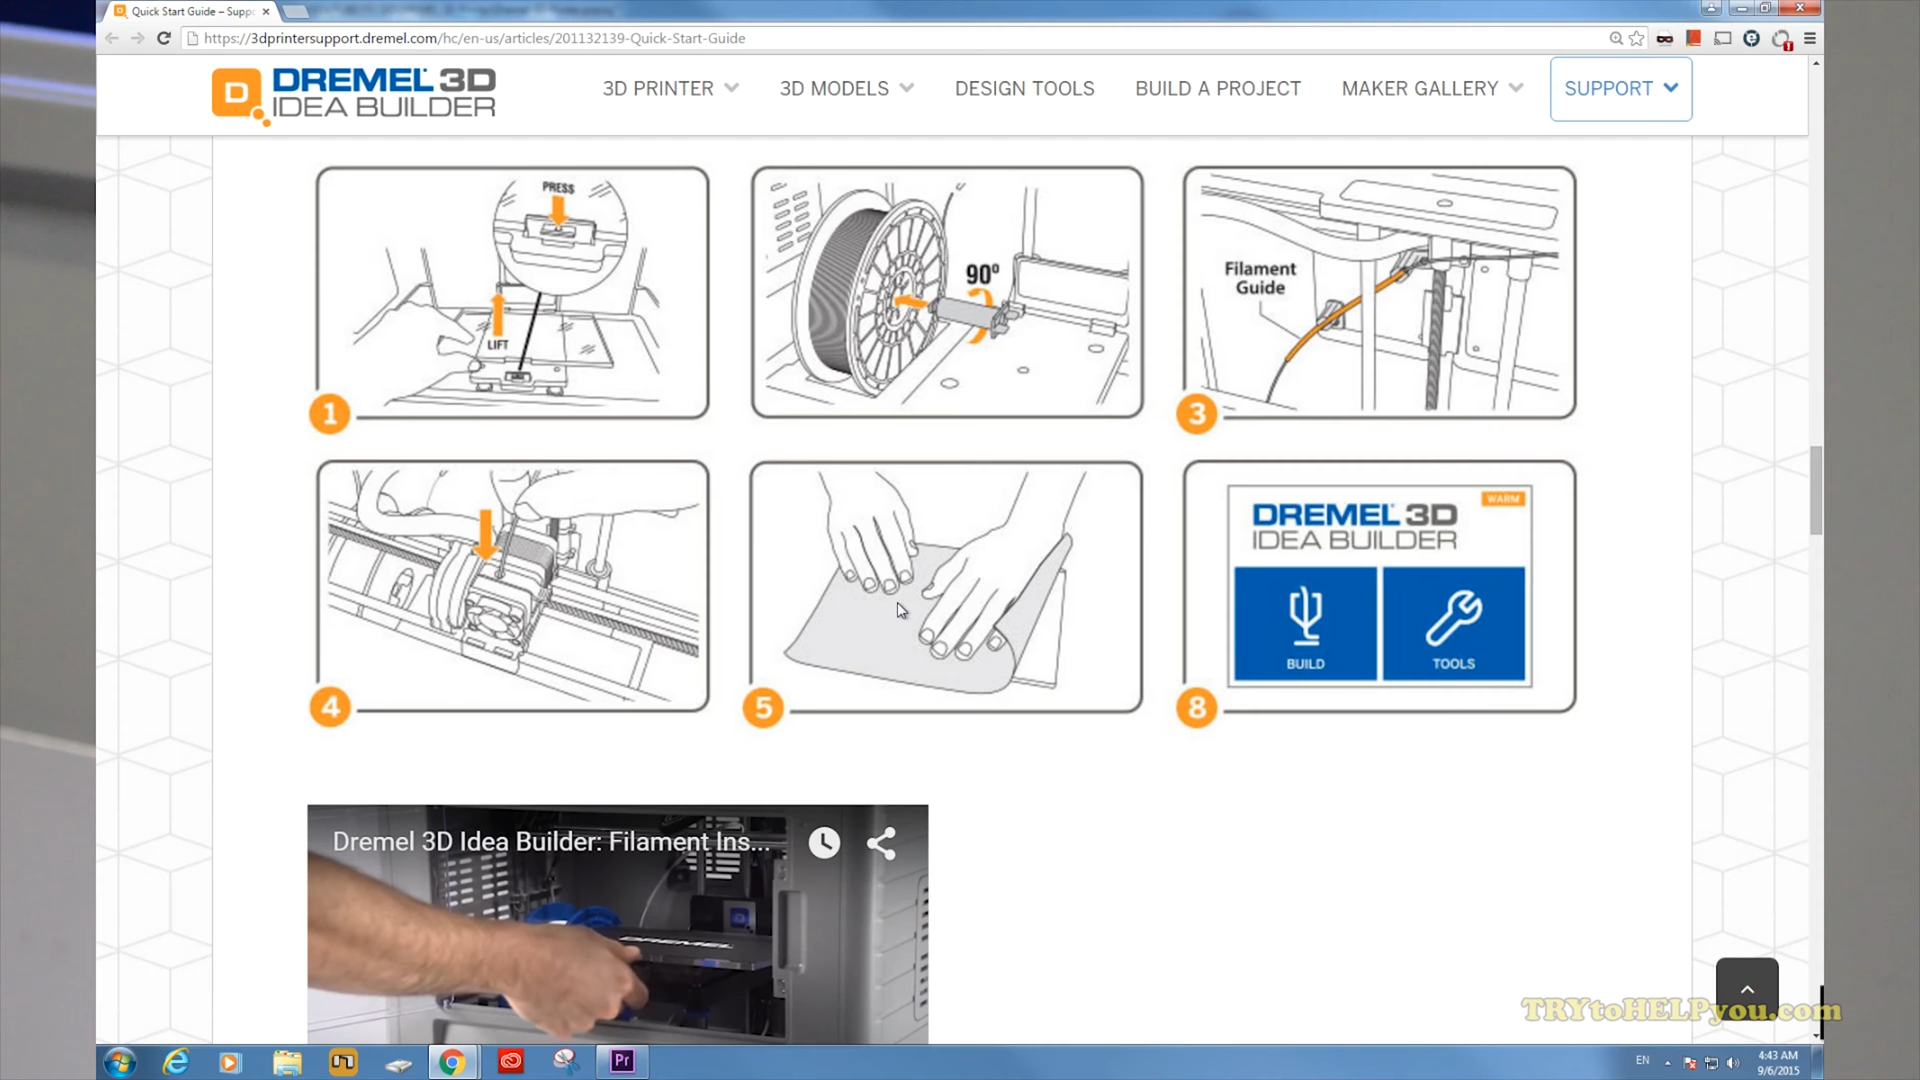 Quick Start Guide – Supp
https://3dprintersupport.dremel.com/hc/en-us/articles/201132139-Quick-Start-Guide
D DREMEL 3D
IDEA BUILDER
3D PRINTER
3D MODELS
DESIGN TOOLS
BUILD A PROJECT
MAKER GALLERY
SUPPORT
PRESS
LIFT
1
90°
Filament
Guide
3
4
5
WARM
DREMEL 3D
IDEA BUILDER
BUILD
TOOLS
8
Dremel 3D Idea Builder: Filament Ins...
DREMEL
TRYtoHELPyou.com
Pr
EN
4:43 AM
9/6/2015